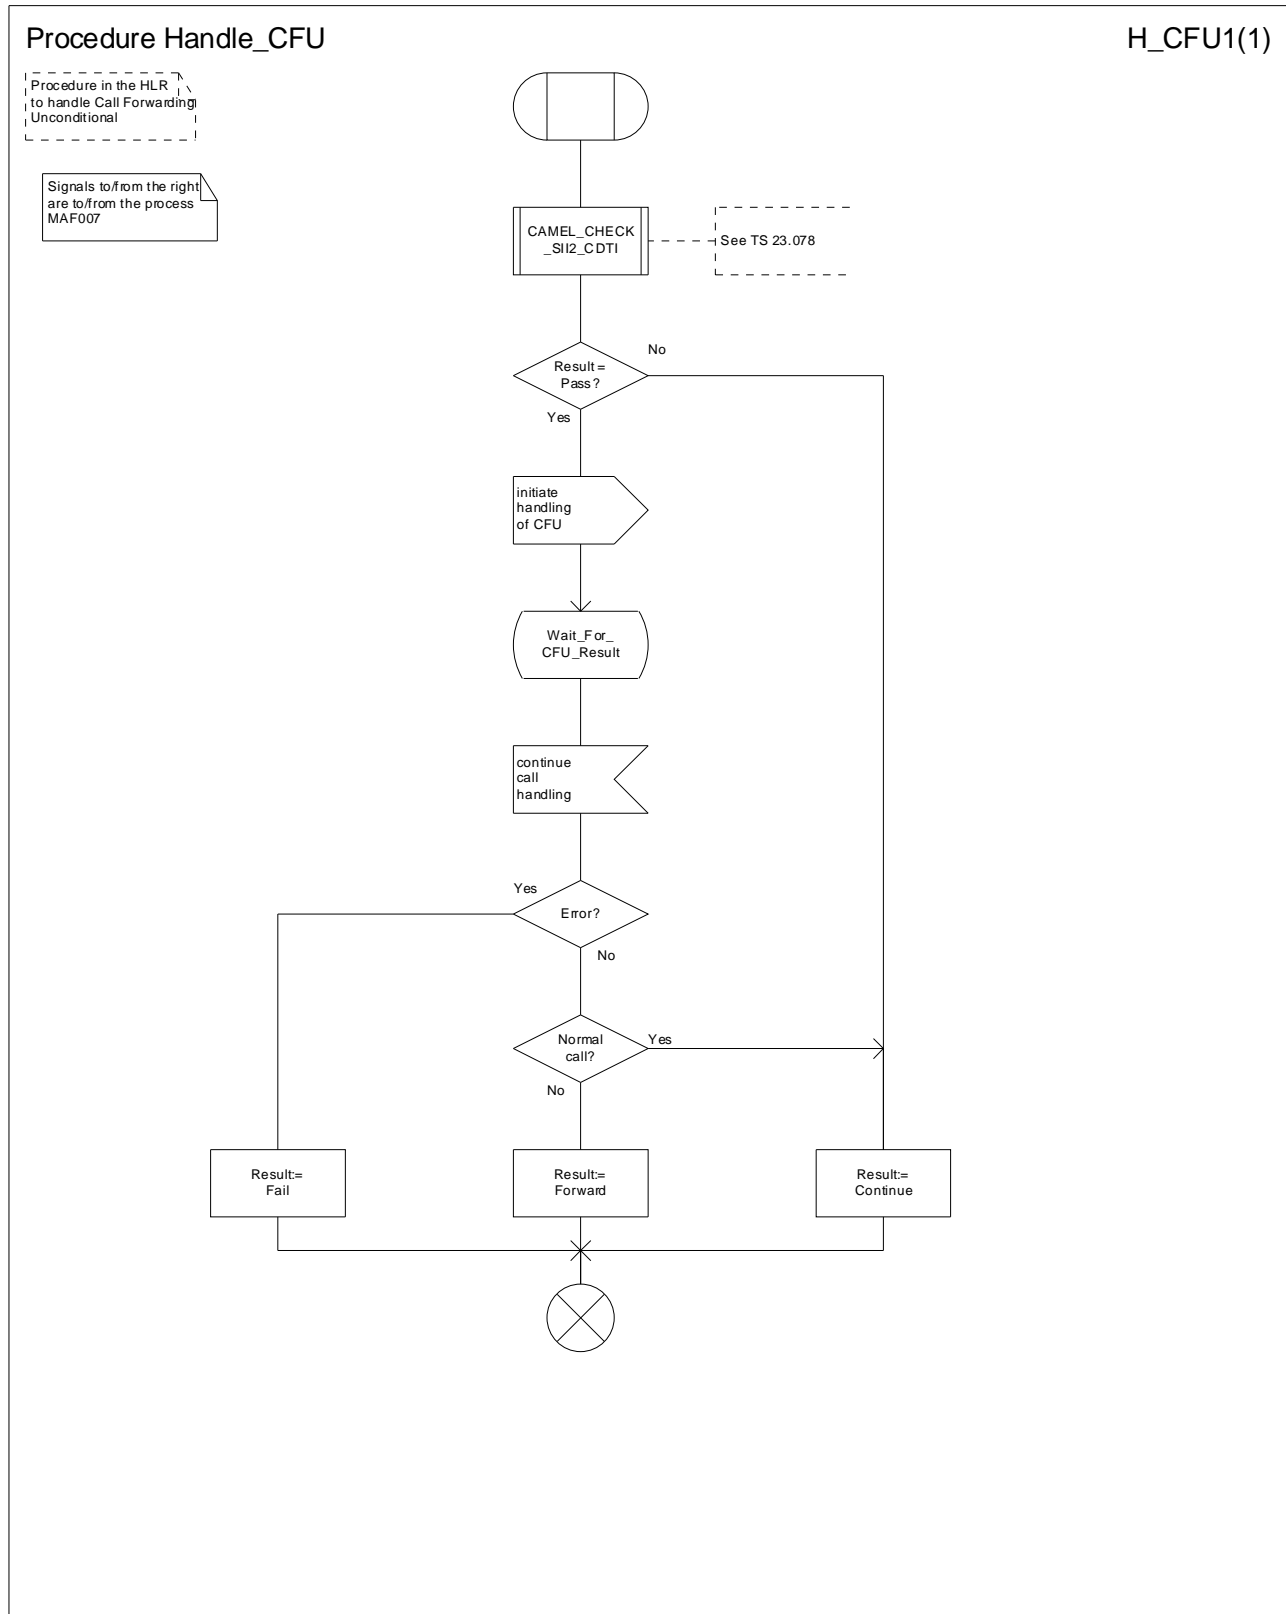 Procedure Handle_CFU
H_CFU1(1)
Procedure in the HLR
to handle Call Forwarding
Unconditional
Signals to/from the right
are to/from the process
MAF007
CAMEL_CHECK
_SII2_CDTI
See TS 23.078
Result=
Pass?
No
Yes
initiate
handling
of CFU
Wait_For_
CFU_Result
continue
call
handling
Yes
Error?
No
Normal
call?
Yes
No
Result:=
Fail
Result:=
Forward
Result:=
Continue